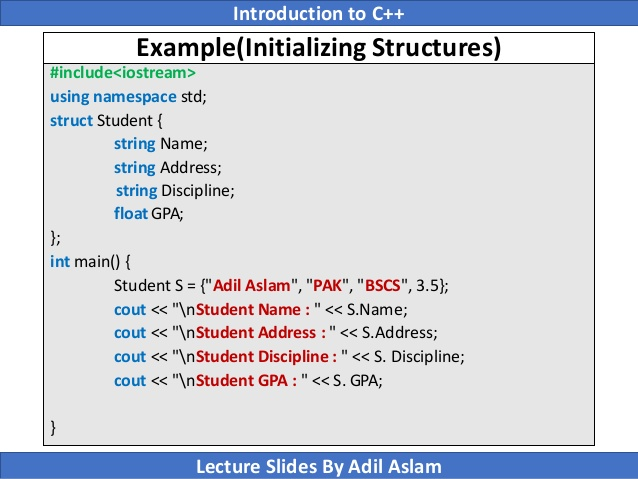 Introduction to C++
Example(Initializing Structures)
#include<iostream>
using namespace std;
struct Student {
string Name;
string Address;
string Discipline;
float GPA;
};
int main() {
Student S = {"Adil Aslam", "PAK", "BSCS", 3.5};
cout << "\nStudent Name : " << S.Name;
cout << "\nStudent Address : " << S.Address;
cout << "\nStudent Discipline : " << S. Discipline;
cout << "\nStudent GPA : " << S. GPA;
}
Lecture Slides By Adil Aslam